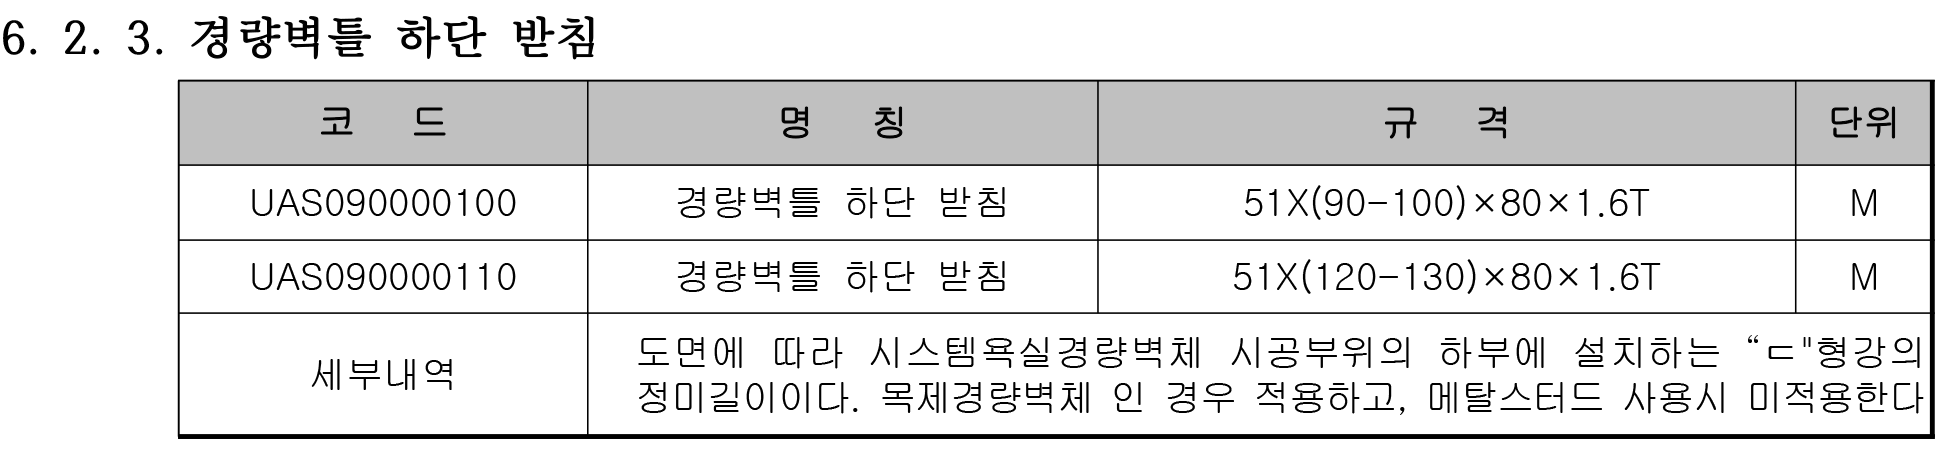 6. 2. 3. 경량벽틀 하단 받침
코 드 명 칭 규 격 단위
UAS090000100 경량벽틀 하단 받침 51X(90-100)×80×1.6T M
UAS090000110 경량벽틀 하단 받침 51X(120-130)×80×1.6T M
세부내역
도면에 따라 시스템욕실경량벽체 시공부위의 하부에 설치하는 “ㄷ"형강의
정미길이이다. 목제경량벽체 인 경우 적용하고, 메탈스터드 사용시 미적용한다